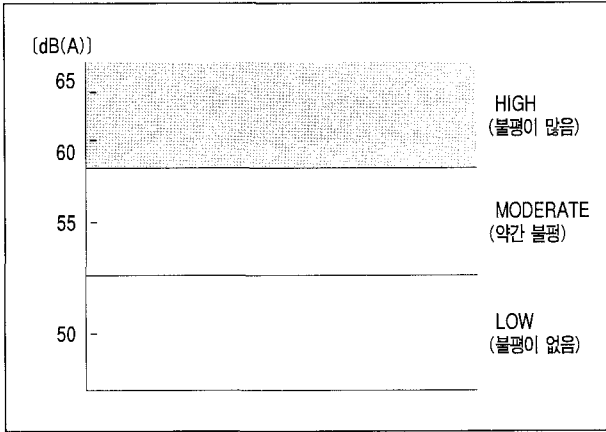 [dB(A)]
65
HIGH
(불평이 많음)
60
MODERATE
55
(약간 불평)
LOW
50
(불평이 없음)